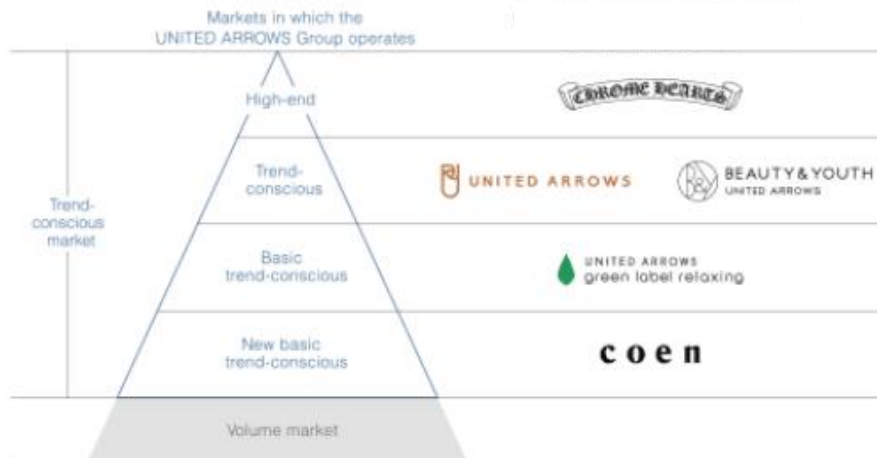 Markets in which the
UNITED ARROWS Group operates
High-end
CHROME HEARTS
Trend-
conscious
UNITED ARROWS
BEAUTY&YOUTH
UNITED ARROWS
Trend-
conscious
market
Basic
trend-conscious
UNITED ARROWS
green label relaxing
New basic
trend-conscious
coen
Volume market